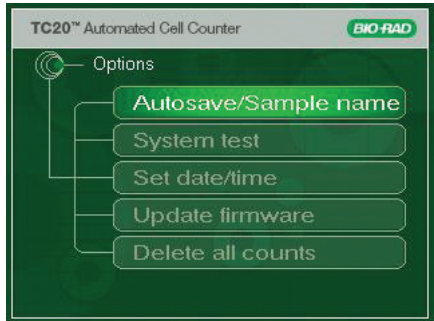 TC20™ Automated Cell Counter
BIO-RAD
Options
Autosave/Sample name
System test
Set date/time
Update firmware
Delete all counts